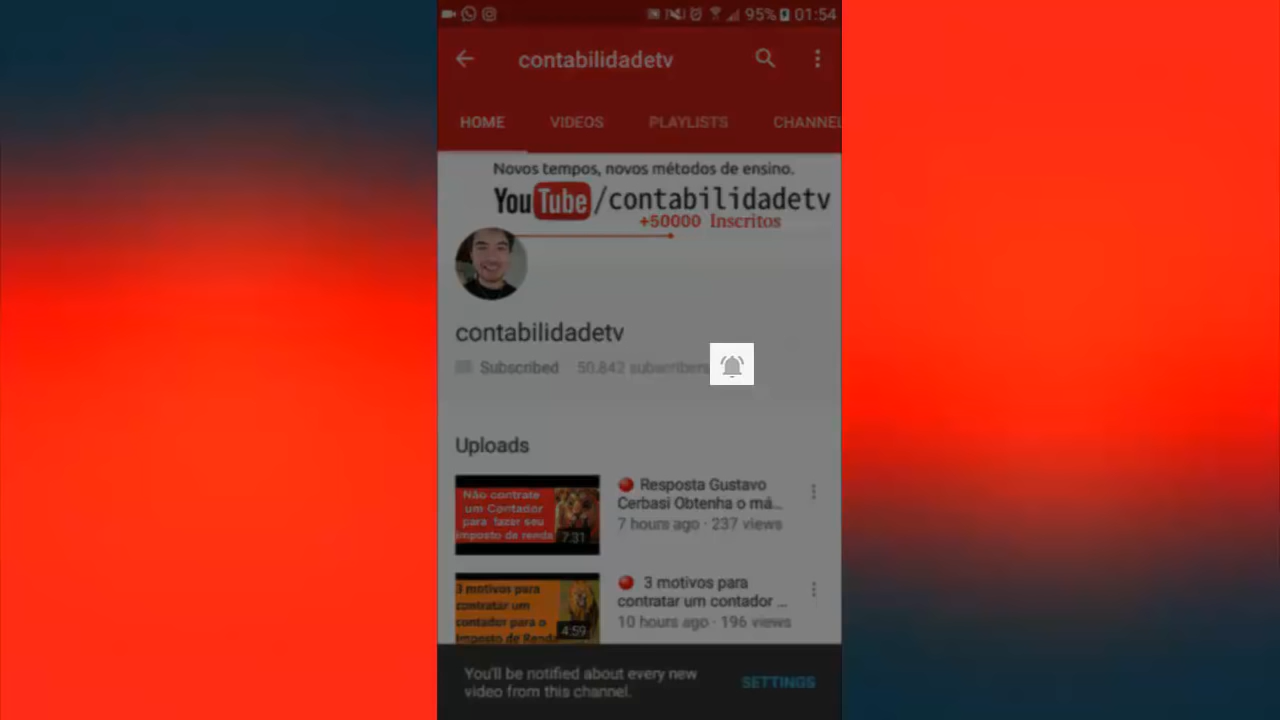 95% 01:54
contabilidadetv
HOME VIDEOS PLAYLISTS CHANNEL
Novos tempos, novos métodos de ensino.
YouTube/contabilidadetv
+50000 Inscritos
contabilidadetv
Subscribed 50.842 subscribers
Uploads
Não contrate
um Contador
para fazer seu
imposto de renda
7:31
Resposta Gustavo
Cerbasi Obtenha o má...
7 hours ago · 237 views
3 motivos para
contratar um
contador para o
Imposto de Renda
4:59
3 motivos para
contratar um contador ...
10 hours ago · 196 views
You'll be notified about every new
video from this channel.
SETTINGS